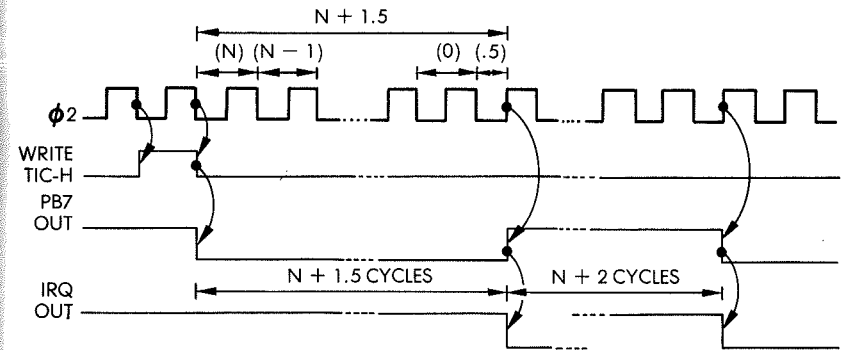 N + 1.5
(N) (N − 1) (0) (.5)
ϕ2
WRITE
TIC-H
PB7
OUT
N + 1.5 CYCLES N + 2 CYCLES
IRQ
OUT